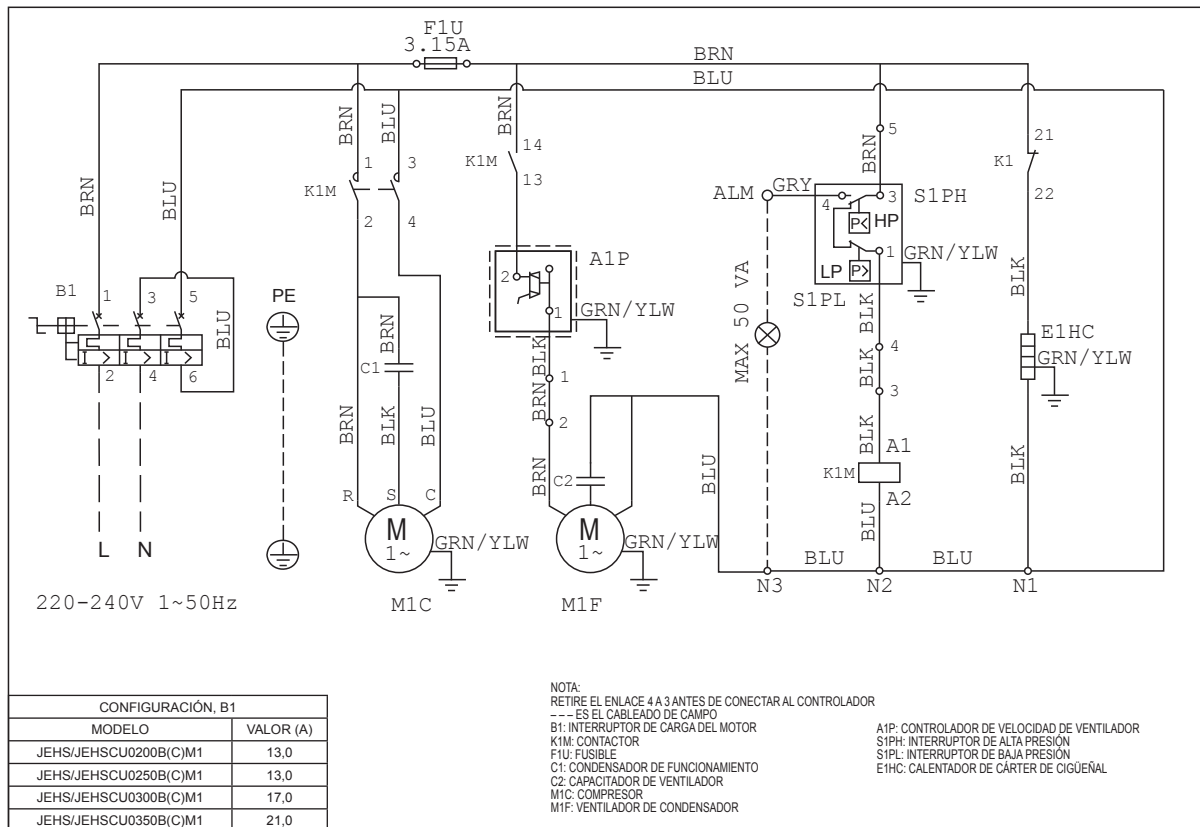 F1U
3.15A
BRN
BLU
BRN
BLU
BRN
BLU
BRN
14
K1M
13
1
3
K1M
2
4
5
BRN
21
K1
22
ALM
GRY
4
3
S1PH
P<
HP
1
GRN/YLW
LP
P>
S1PL
A1P
2
1
GRN/YLW
B1
1
3
5
BLU
I >
I >
I >
2
4
6
PE
BRN
C1
BLK
1
BRN
2
MAX 50 VA
BLK
4
BLK
3
BLK
E1HC
GRN/YLW
BRN
BLK
BLU
BRN
C2
BLU
BLK
A1
K1M
A2
BLU
BLK
R
S
C
M
1~
GRN/YLW
M
1~
GRN/YLW
L
N
BLU
BLU
N3
N2
N1
220-240V 1~50Hz
M1C
M1F
CONFIGURACIÓN, B1
MODELO VALOR (A)
JEHS/JEHSCU0200B(C)M1 13,0
JEHS/JEHSCU0250B(C)M1 13,0
JEHS/JEHSCU0300B(C)M1 17,0
JEHS/JEHSCU0350B(C)M1 21,0
NOTA:
RETIRE EL ENLACE 4 A 3 ANTES DE CONECTAR AL CONTROLADOR
--- ES EL CABLEADO DE CAMPO
B1: INTERRUPTOR DE CARGA DEL MOTOR
K1M: CONTACTOR
F1U: FUSIBLE
C1: CONDENSADOR DE FUNCIONAMIENTO
C2: CAPACITADOR DE VENTILADOR
M1C: COMPRESOR
M1F: VENTILADOR DE CONDENSADOR
A1P: CONTROLADOR DE VELOCIDAD DE VENTILADOR
S1PH: INTERRUPTOR DE ALTA PRESIÓN
S1PL: INTERRUPTOR DE BAJA PRESIÓN
E1HC: CALENTADOR DE CÁRTER DE CIGÜEÑAL